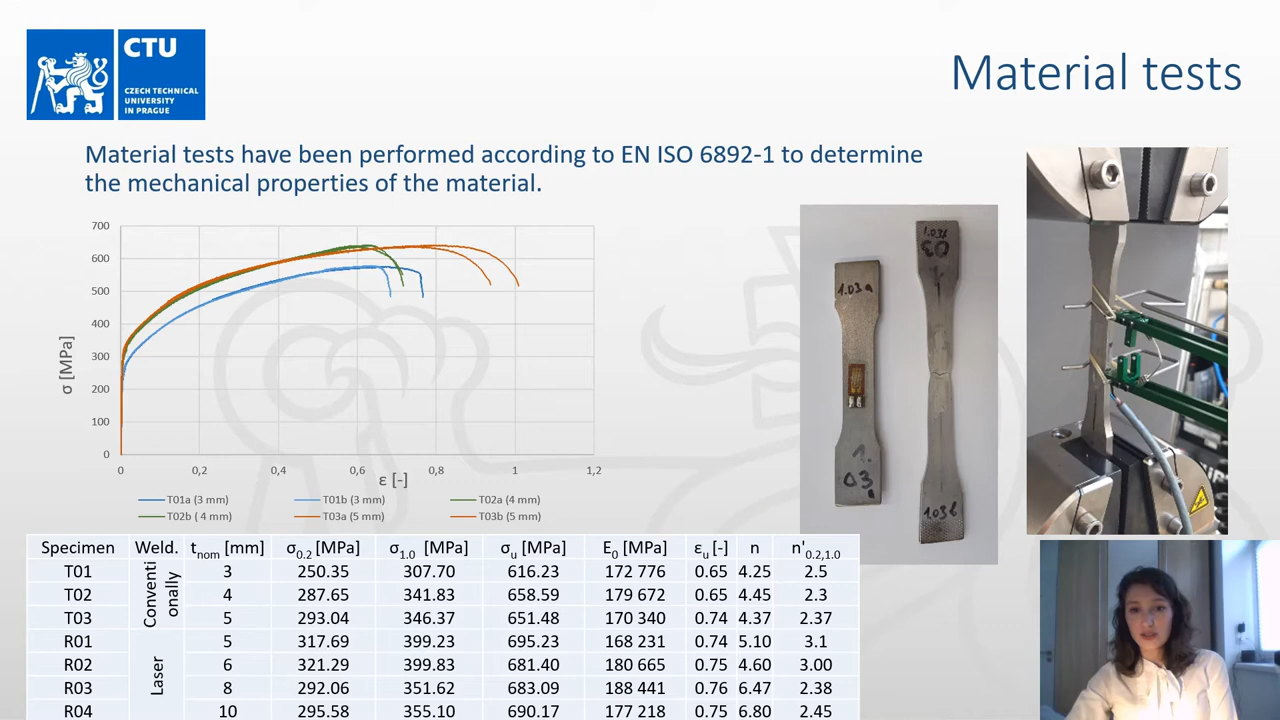 CTU
CZECH TECHNICAL
UNIVERSITY
IN PRAGUE
Material tests
Material tests have been performed according to EN ISO 6892-1 to determine
the mechanical properties of the material.
700
600
500
400
300
200
100
0
σ [MPa]
0 0,2 0,4 0,6 0,8 1 1,2
ε [-]
T01a (3 mm) T01b (3 mm) T02a (4 mm)
T02b ( 4 mm) T03a (5 mm) T03b (5 mm)
1.03a
1.
03
1.03b
Specimen Weld. tnom [mm] σ0.2 [MPa] σ1.0 [MPa] σu [MPa] E0 [MPa] εu [-] n n'0.2,1.0
Conventi
onally
T01 3 250.35 307.70 616.23 172 776 0.65 4.25 2.5
T02 4 287.65 341.83 658.59 179 672 0.65 4.45 2.3
T03 5 293.04 346.37 651.48 170 340 0.74 4.37 2.37
Laser
R01 5 317.69 399.23 695.23 168 231 0.74 5.10 3.1
R02 6 321.29 399.83 681.40 180 665 0.75 4.60 3.00
R03 8 292.06 351.62 683.09 188 441 0.76 6.47 2.38
R04 10 295.58 355.10 690.17 177 218 0.75 6.80 2.45